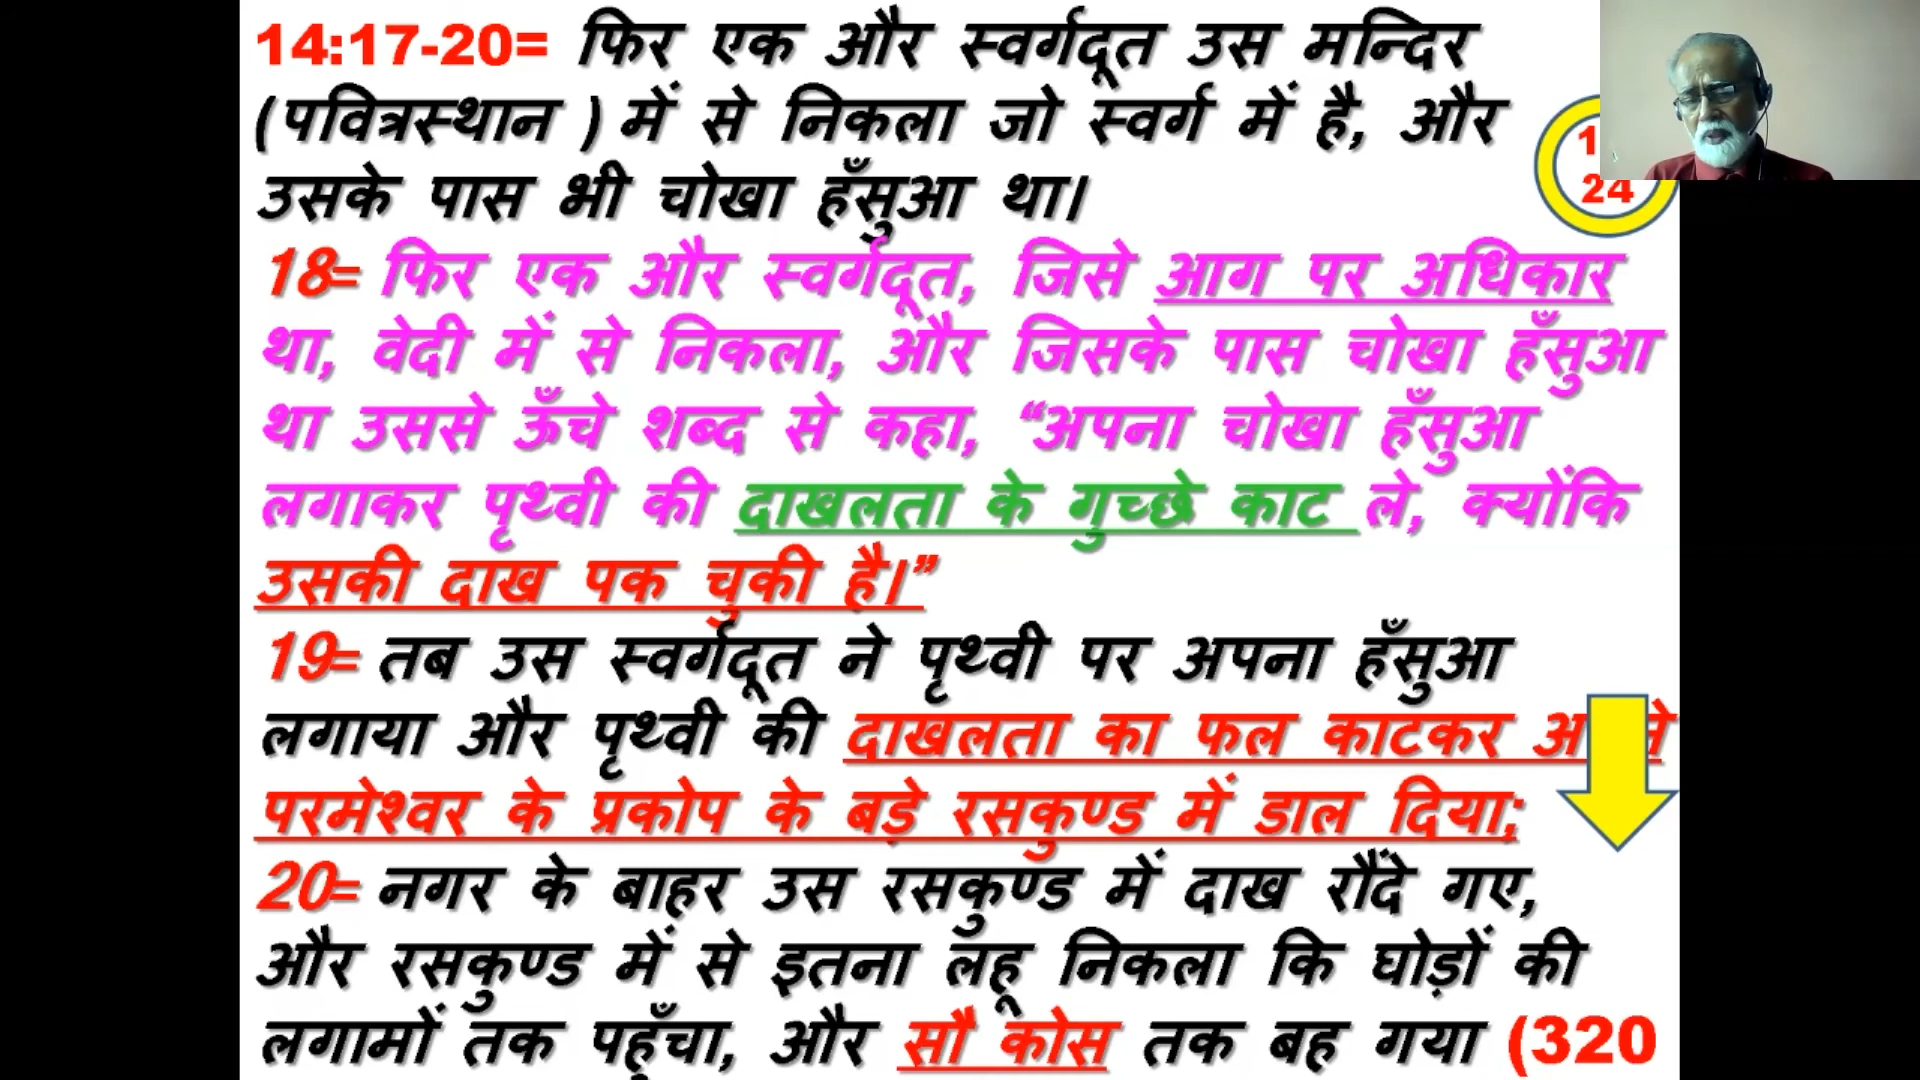 14:17-20= फिर एक और स्वर्गदूत उस मन्दिर
(पवित्रस्थान ) में से निकला जो स्वर्ग में है, और
उसके पास भी चोखा हँसुआ था।
24
18= फिर एक और स्वर्गदूत, जिसे आग पर अधिकार
था, वेदी में से निकला, और जिसके पास चोखा हँसुआ
था उससे ऊँचे शब्द से कहा, “अपना चोखा हँसुआ
लगाकर पृथ्वी की दाखलता के गुच्छे काट ले, क्योंकि
उसकी दाख पक चुकी है।”
19= तब उस स्वर्गदूत ने पृथ्वी पर अपना हँसुआ
लगाया और पृथ्वी की दाखलता का फल काटकर
परमेश्वर के प्रकोप के बड़े रसकुण्ड में डाल दिया;
20= नगर के बाहर उस रसकुण्ड में दाख रौंदे गए,
और रसकुण्ड में से इतना लहू निकला कि घोड़ों की
लगामों तक पहुँचा, और सौ कोस तक बह गया (320